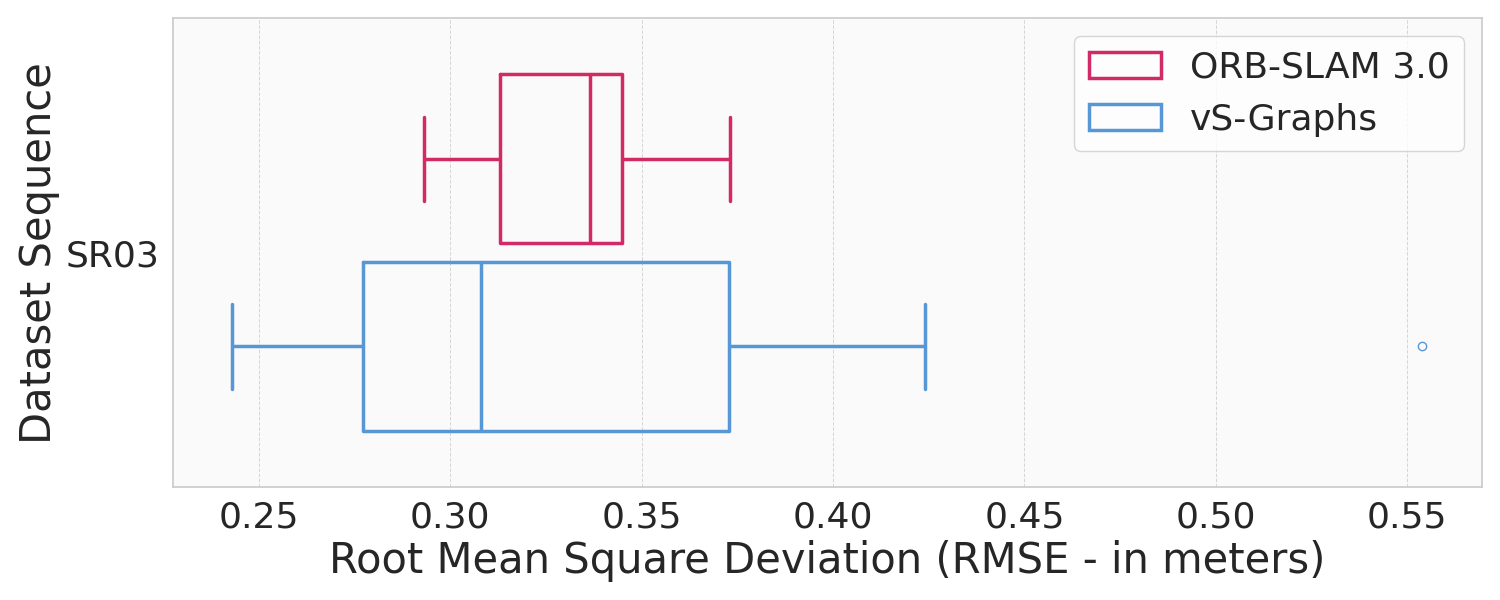 ORB-SLAM 3.0
vS-Graphs
Dataset Sequence
SR03
0.25 0.30 0.35 0.40 0.45 0.50 0.55
Root Mean Square Deviation (RMSE - in meters)